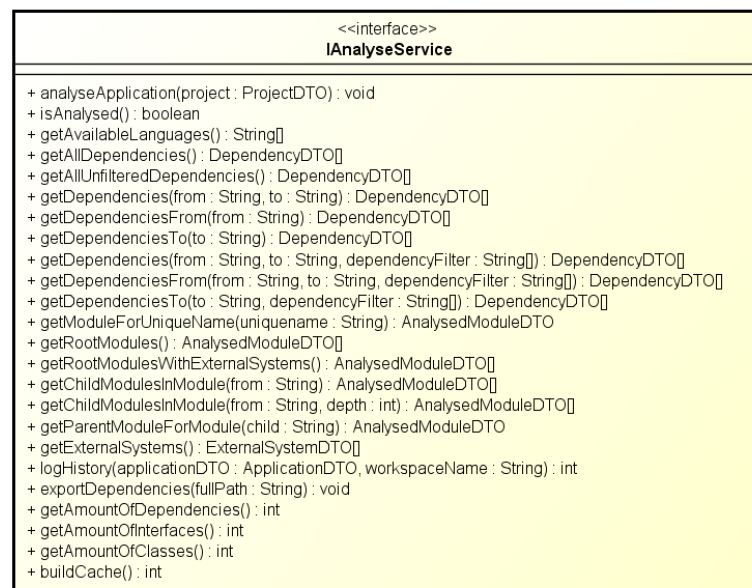 <<interface>>
IAnalyseService
+ analyseApplication(project : ProjectDTO) : void
+ isAnalysed() : boolean
+ getAvailableLanguages() : String[]
+ getAllDependencies() : DependencyDTO[]
+ getAllUnfilteredDependencies() : DependencyDTO[]
+ getDependencies(from : String, to : String) : DependencyDTO[]
+ getDependenciesFrom(from : String) : DependencyDTO[]
+ getDependenciesTo(to : String) : DependencyDTO[]
+ getDependencies(from : String, to : String, dependencyFilter : String[]) : DependencyDTO[]
+ getDependenciesFrom(from : String, to : String, dependencyFilter : String[]) : DependencyDTO[]
+ getDependenciesTo(to : String, dependencyFilter : String[]) : DependencyDTO[]
+ getModuleForUniqueName(uniquename : String) : AnalysedModuleDTO
+ getRootModules() : AnalysedModuleDTO[]
+ getRootModulesWithExternalSystems() : AnalysedModuleDTO[]
+ getChildModulesInModule(from : String) : AnalysedModuleDTO[]
+ getChildModulesInModule(from : String, depth : int) : AnalysedModuleDTO[]
+ getParentModuleForModule(child : String) : AnalysedModuleDTO
+ getExternalSystems() : ExternalSystemDTO[]
+ logHistory(applicationDTO : ApplicationDTO, workspaceName : String) : int
+ exportDependencies(fullPath : String) : void
+ getAmountOfDependencies() : int
+ getAmountOfInterfaces() : int
+ getAmountOfClasses() : int
+ buildCache() : int